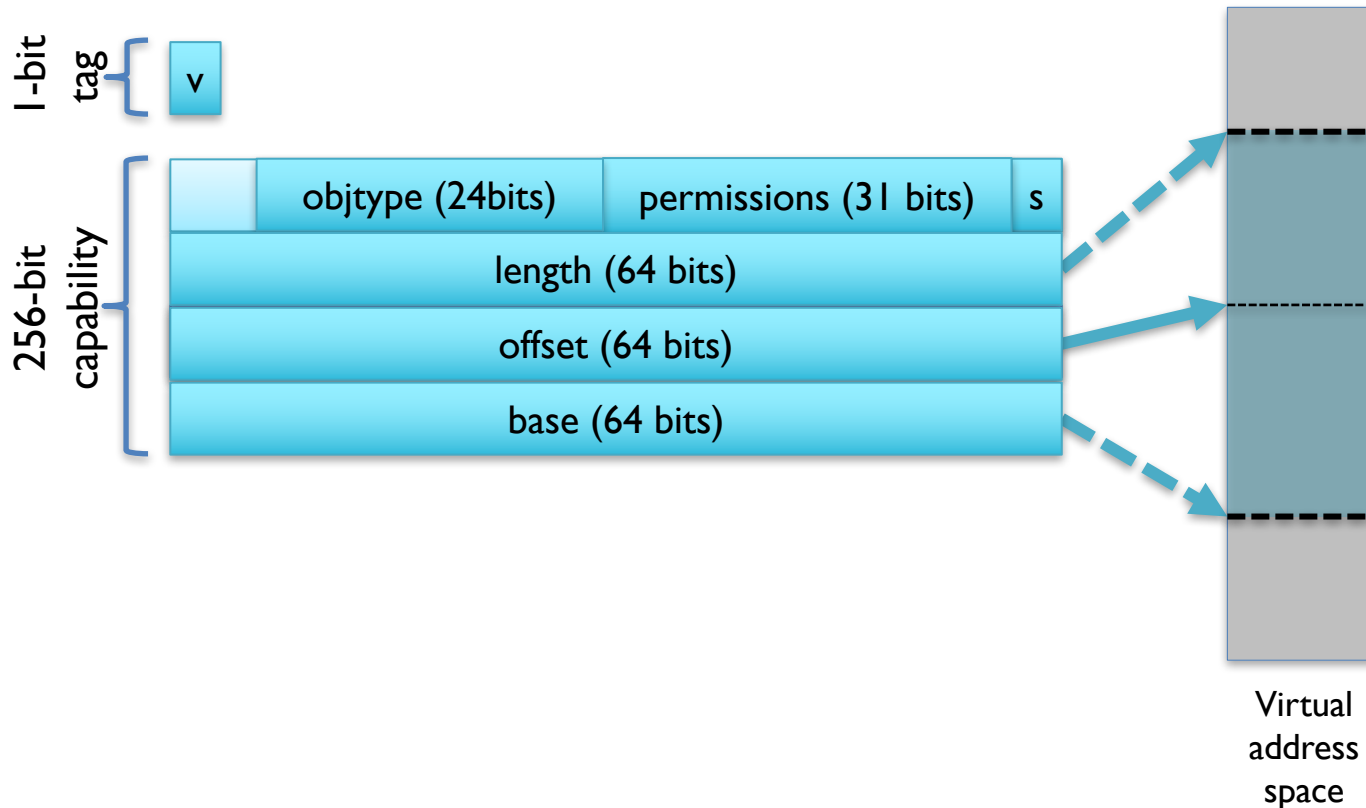 1-bit
tag
v
256-bit
capability
objtype (24bits)
permissions (31 bits)
s
length (64 bits)
offset (64 bits)
base (64 bits)
Virtual
address
space